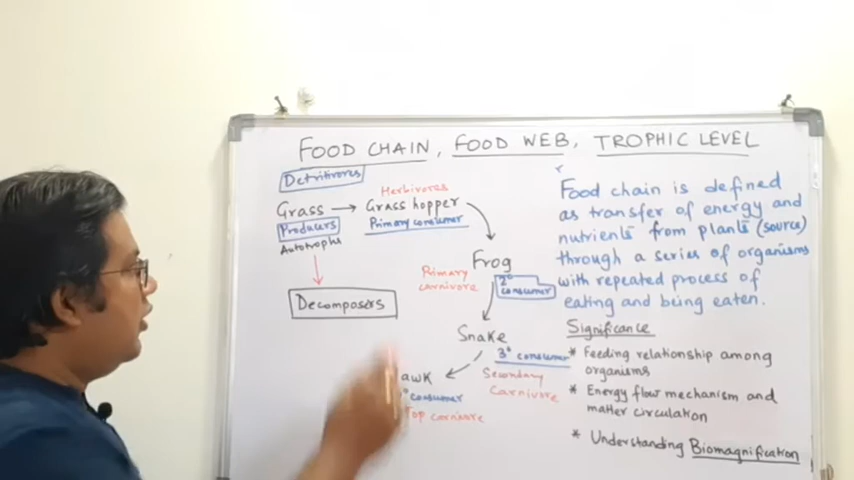 FOOD CHAIN, FOOD WEB, TROPHIC LEVEL
Detritivores
Grass → Grass hopper
Herbivores
Producers
Primary consumer
Autotrophs
Decomposers
Frog
Primary
carnivore
2° consumer
Snake
3° consumer
Secondary
Carnivore
awk
° consumer
Top carnivore
Food chain is defined
as transfer of energy and
nutrients from plants (source)
through a series of organisms
with repeated process of
eating and being eaten.
Significance
* Feeding relationship among
organisms
* Energy flow mechanism and
matter circulation
* Understanding Biomagnification